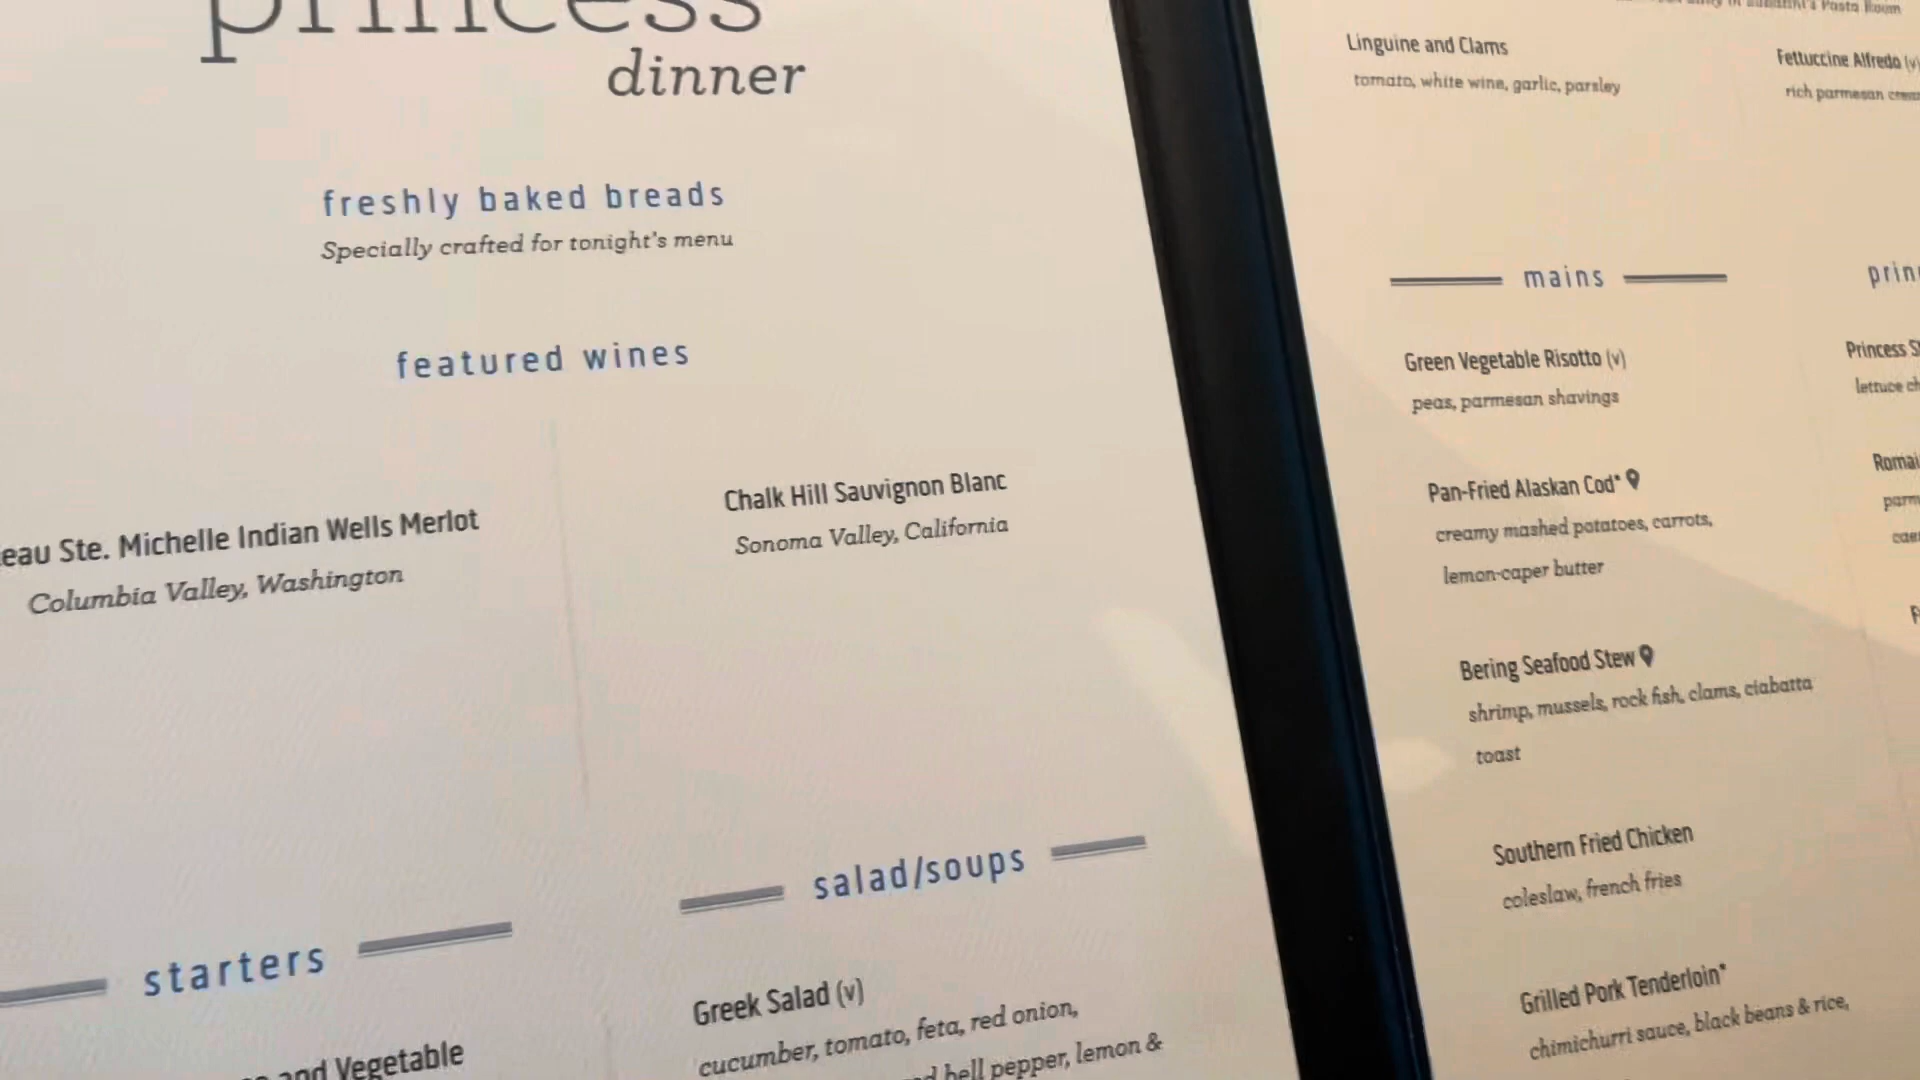 princess
dinner
freshly baked breads
Specially crafted for tonight's menu
featured wines
Ste. Michelle Indian Wells Merlot
Columbia Valley, Washington
Chalk Hill Sauvignon Blanc
Sonoma Valley, California
starters
and Vegetable
salad/soups
Greek Salad (v)
cucumber, tomato, feta, red onion,
bell pepper, lemon &
Pasta Room
Linguine and Clams
tomato, white wine, garlic, parsley
Fettuccine Alfredo (v)
rich parmesan
mains
Green Vegetable Risotto (v)
peas, parmesan shavings
Pan-Fried Alaskan Cod*
creamy mashed potatoes, carrots,
lemon-caper butter
Bering Seafood Stew
shrimp, mussels, rock fish, clams, ciabatta
toast
Southern Fried Chicken
coleslaw, french fries
Grilled Pork Tenderloin*
chimichurri sauce, black beans & rice,
Princess
lettuce